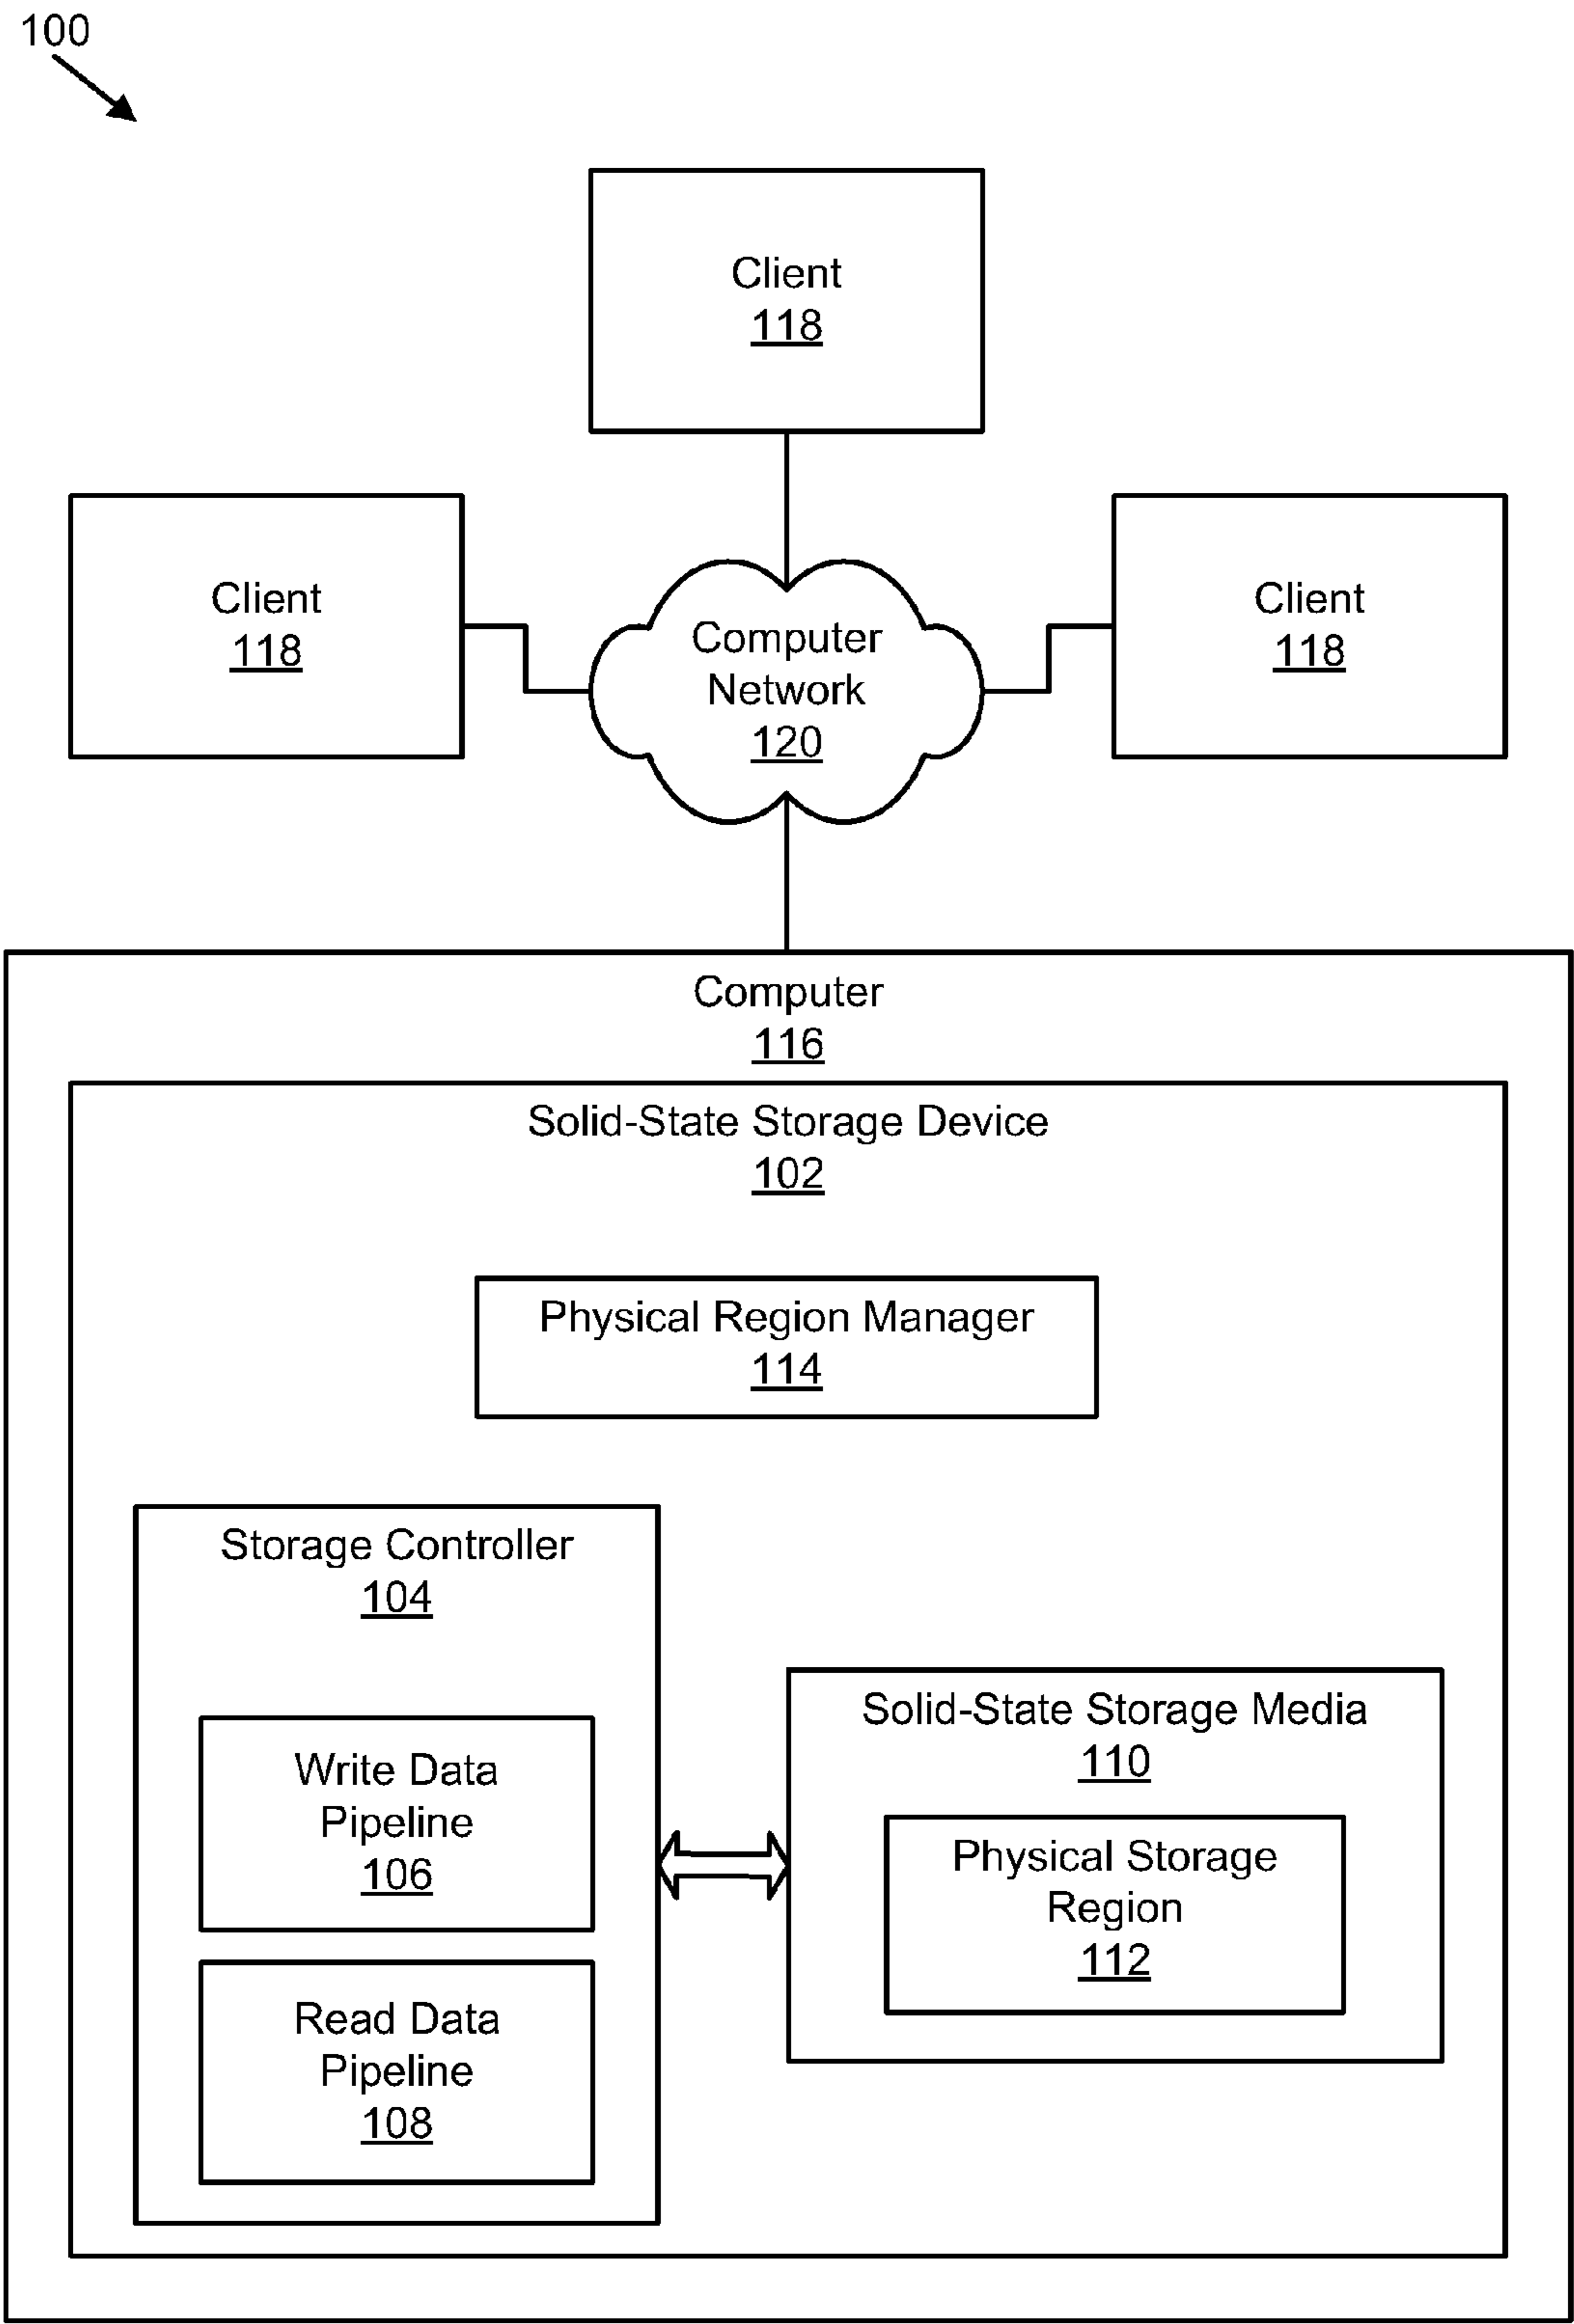 100
Client
118
Client
118
Client
118
Computer
Network
120
Computer
116
Solid-State Storage Device
102
Physical Region Manager
114
Storage Controller
104
Write Data
Pipeline
106
Read Data
Pipeline
108
Solid-State Storage Media
110
Physical Storage
Region
112